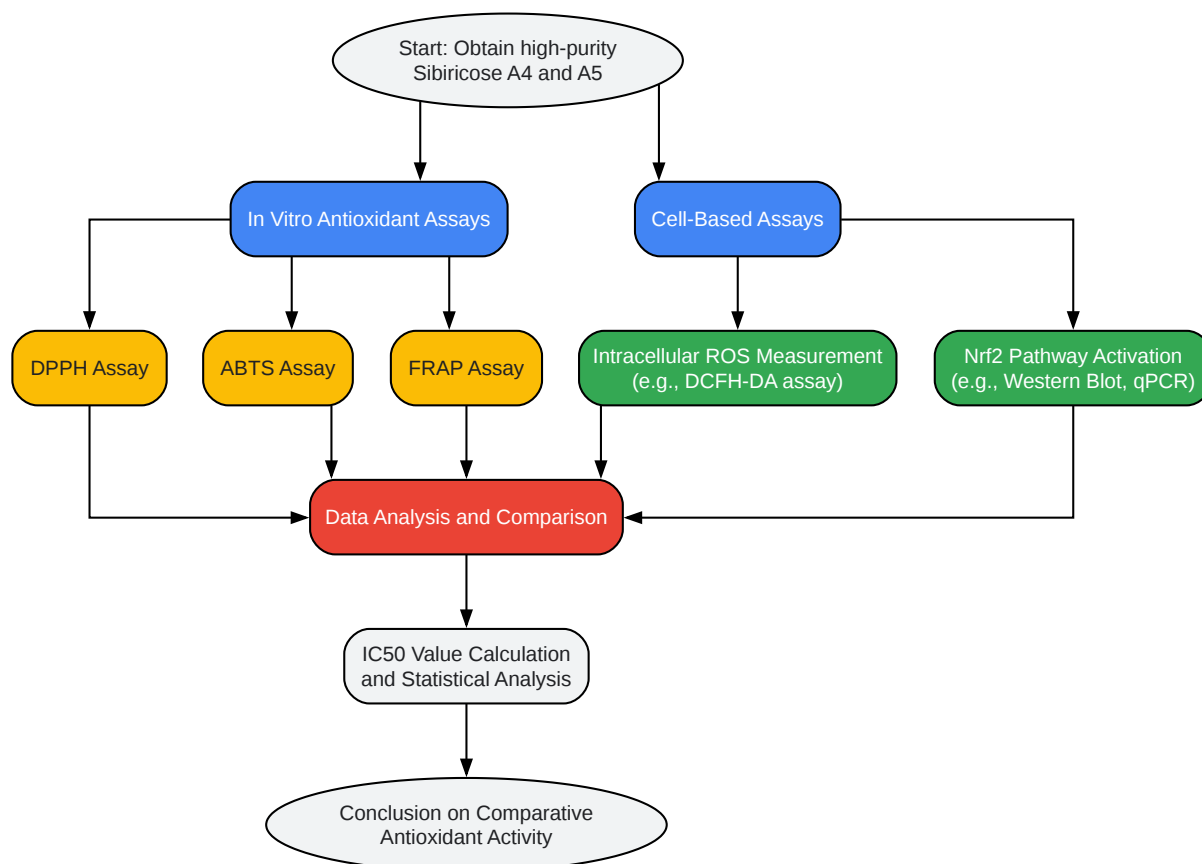 Start: Obtain high-purity
Sibiricose A4 and A5
In Vitro Antioxidant Assays
Cell-Based Assays
DPPH Assay
ABTS Assay
FRAP Assay
Intracellular ROS Measurement
(e.g., DCFH-DA assay)
Nrf2 Pathway Activation
(e.g., Western Blot, qPCR)
Data Analysis and Comparison
IC50 Value Calculation
and Statistical Analysis
Conclusion on Comparative
Antioxidant Activity